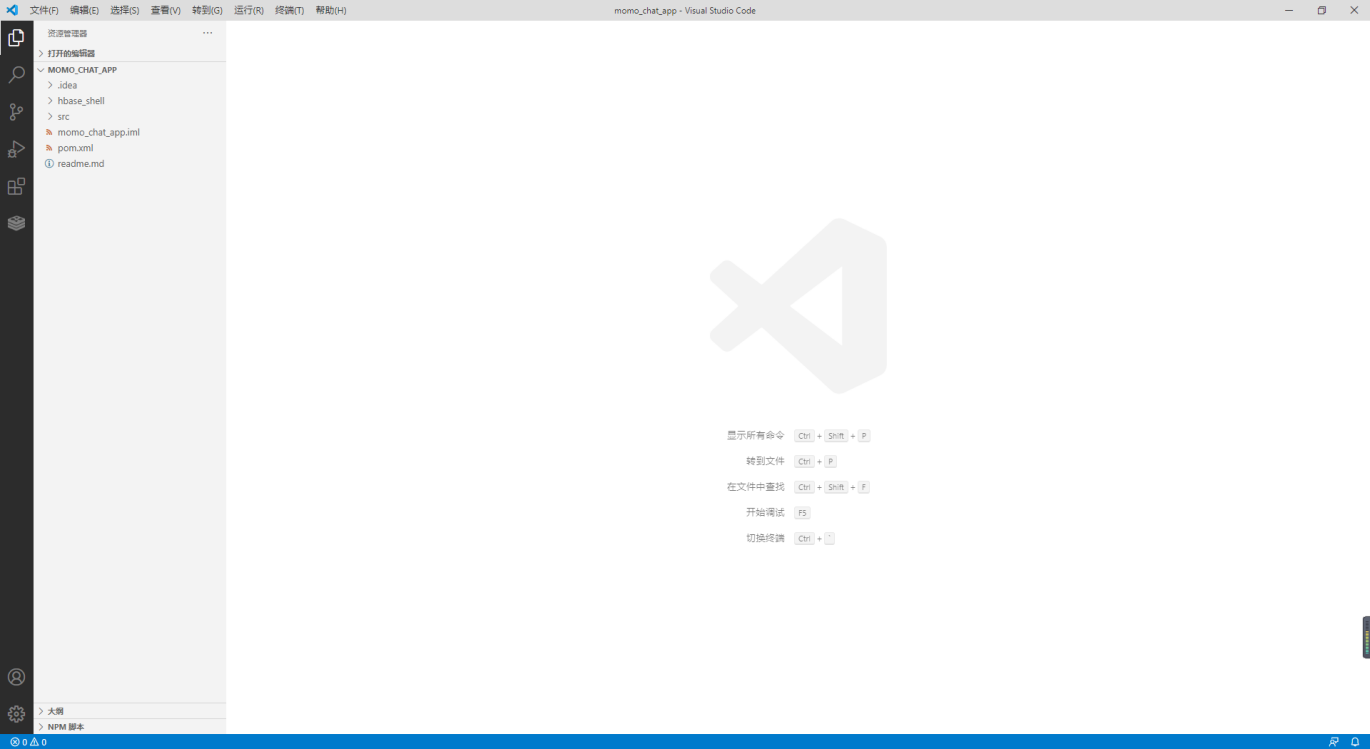 文件(F) 编辑(E) 选择(S) 查看(V) 转到(G) 运行(R) 终端(T) 帮助(H) momo_chat_app - Visual Studio Code
资源管理器
打开的编辑器
MOMO_CHAT_APP
.idea
hbase_shell
src
momo_chat_app.iml
pom.xml
readme.md
显示所有命令 Ctrl + Shift + P
转到文件 Ctrl + P
在文件中查找 Ctrl + Shift + F
开始调试 F5
切换终端 Ctrl + `
大纲
NPM 脚本
0 0